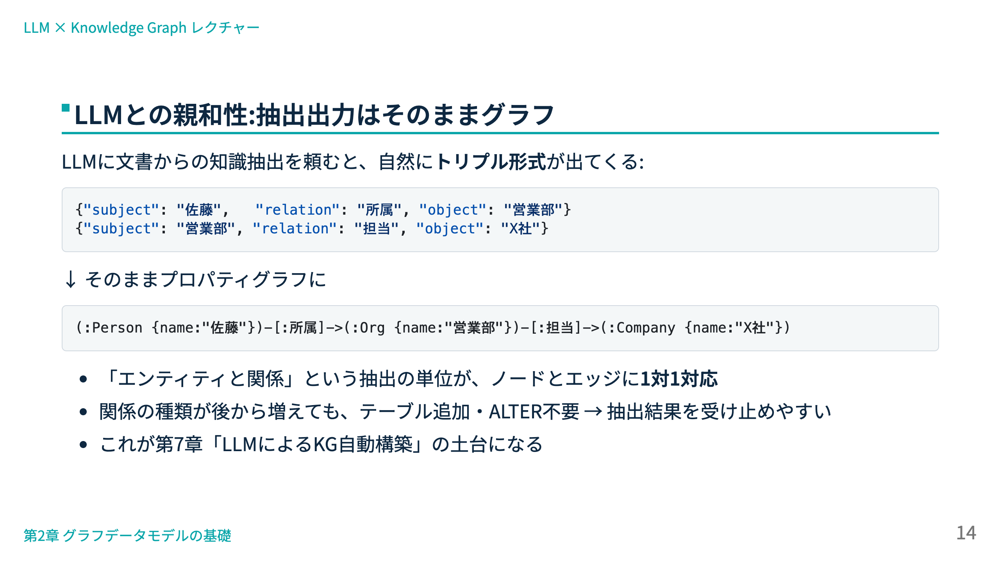 LLM × Knowledge Graph レクチャー
LLMとの親和性:抽出出力はそのままグラフ
LLMに文書からの知識抽出を頼むと、自然にトリプル形式が出てくる:
{"subject": "佐藤",   "relation": "所属", "object": "営業部"}
{"subject": "営業部", "relation": "担当", "object": "X社"}
↓ そのままプロパティグラフに
(:Person {name:"佐藤"})-[:所属]->(:Org {name:"営業部"})-[:担当]->(:Company {name:"X社"})
• 「エンティティと関係」という抽出の単位が、ノードとエッジに1対1対応
• 関係の種類が後から増えても、テーブル追加・ALTER不要 → 抽出結果を受け止めやすい
• これが第7章「LLMによるKG自動構築」の土台になる
第2章 グラフデータモデルの基礎
14